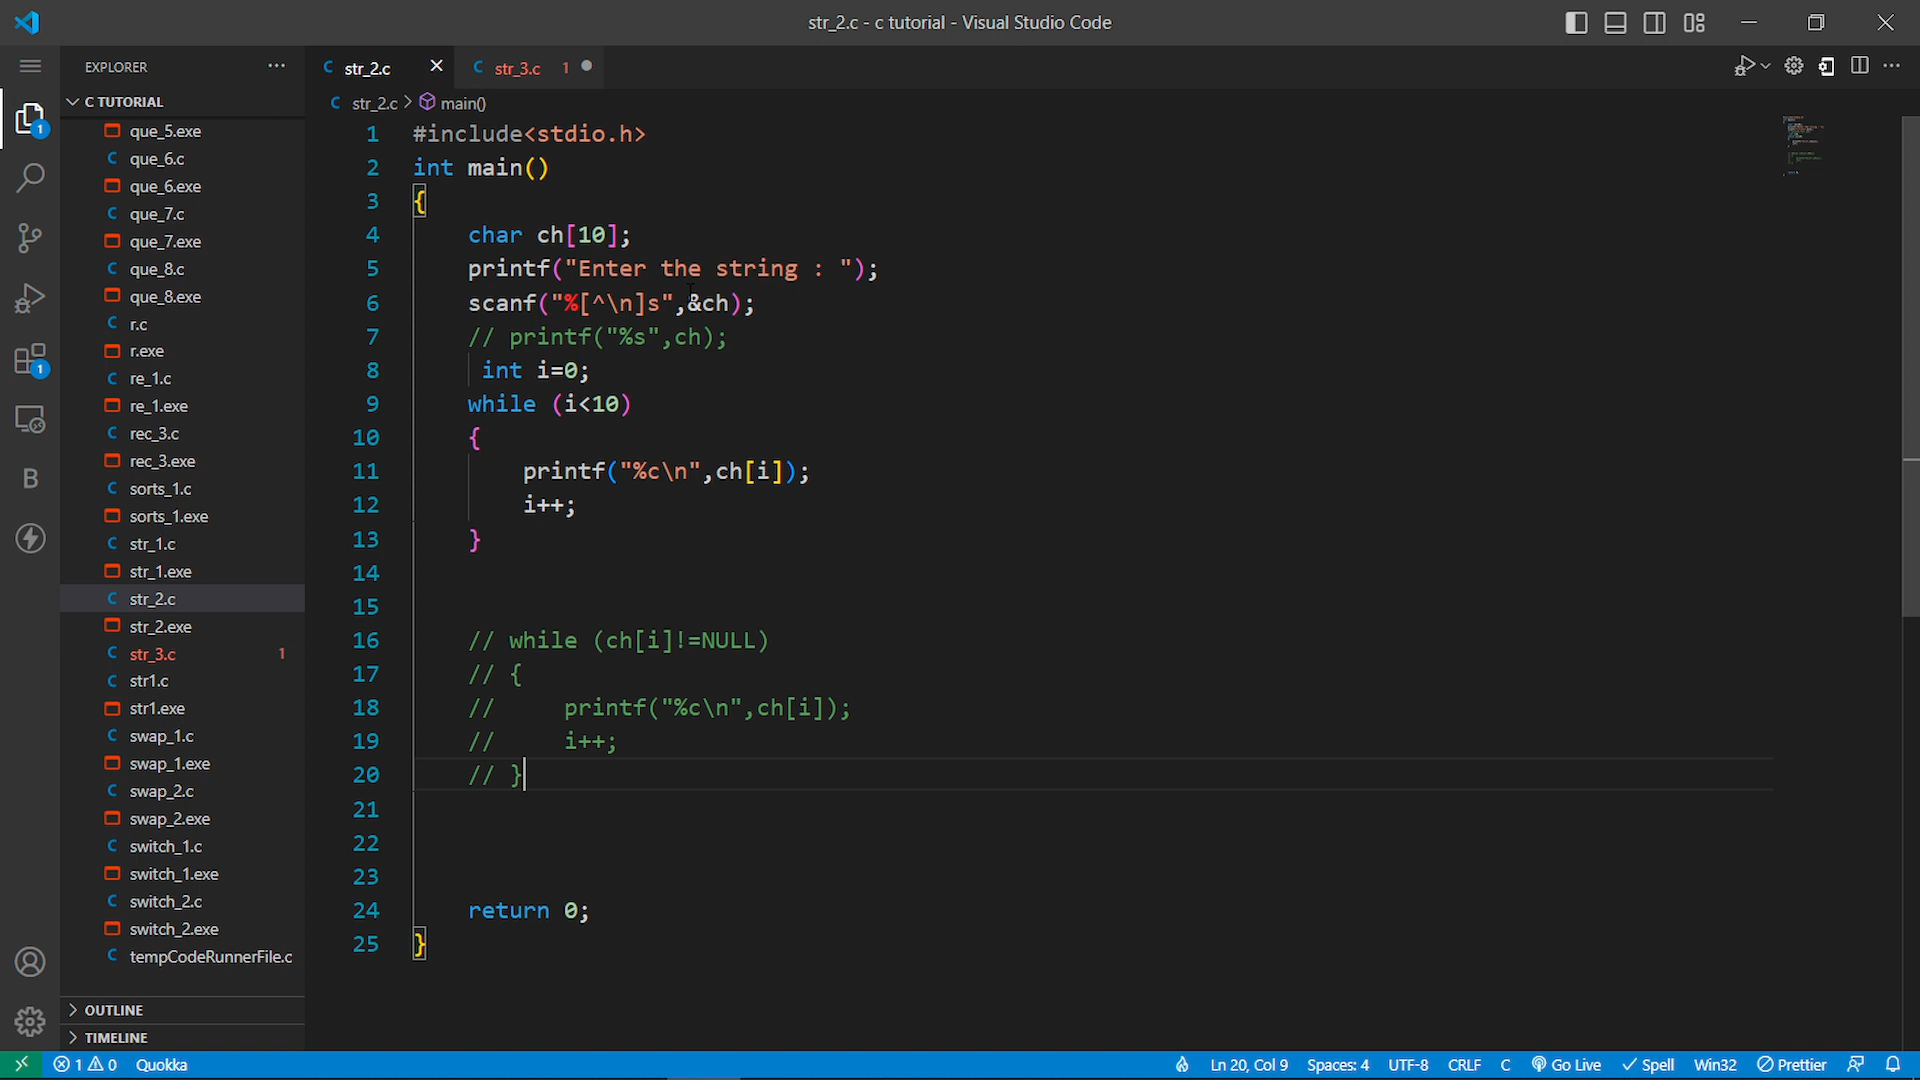 str_2.c - c tutorial - Visual Studio Code
EXPLORER
C TUTORIAL
que_5.exe
que_6.c
que_6.exe
que_7.c
que_7.exe
que_8.c
que_8.exe
r.c
r.exe
re_1.c
re_1.exe
rec_3.c
rec_3.exe
sorts_1.c
sorts_1.exe
str_1.c
str_1.exe
str_2.c
str_2.exe
str_3.c 1
str1.c
str1.exe
swap_1.c
swap_1.exe
swap_2.c
swap_2.exe
switch_1.c
switch_1.exe
switch_2.c
switch_2.exe
tempCodeRunnerFile.c
OUTLINE
TIMELINE
1
1
B
C str_2.c
C str_3.c 1
C str_2.c > main()
1 #include<stdio.h>
2 int main()
3 {
4 char ch[10];
5 printf("Enter the string : ");
6 scanf("%[^\n]s",&ch);
7 // printf("%s",ch);
8 int i=0;
9 while (i<10)
10 {
11 printf("%c\n",ch[i]);
12 i++;
13 }
14
15
16 // while (ch[i]!=NULL)
17 // {
18 // printf("%c\n",ch[i]);
19 // i++;
20 // }
21
22
23
24 return 0;
25 }
1 0 Quokka Ln 20, Col 9 Spaces: 4 UTF-8 CRLF C Go Live Spell Win32 Prettier